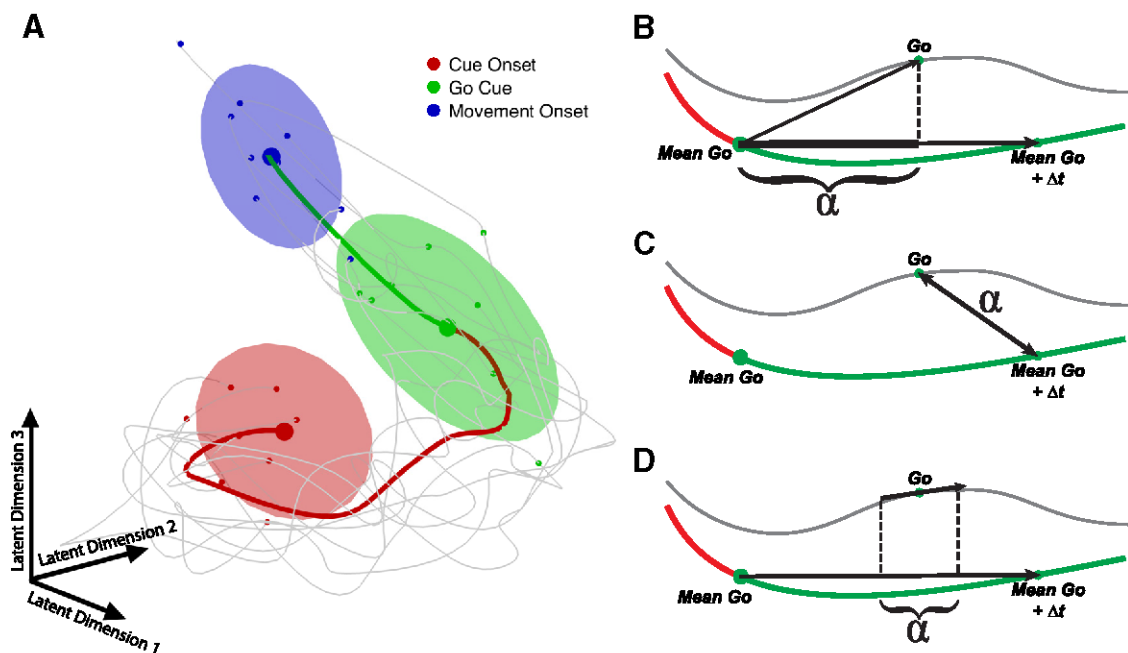 A
Cue Onset
Go Cue
Movement Onset
Latent Dimension 3
Latent Dimension 2
Latent Dimension 1
B
Go
Mean Go
Mean Go
+ Δt
α
C
Go
α
Mean Go
Mean Go
+ Δt
D
Go
Mean Go
Mean Go
+ Δt
α